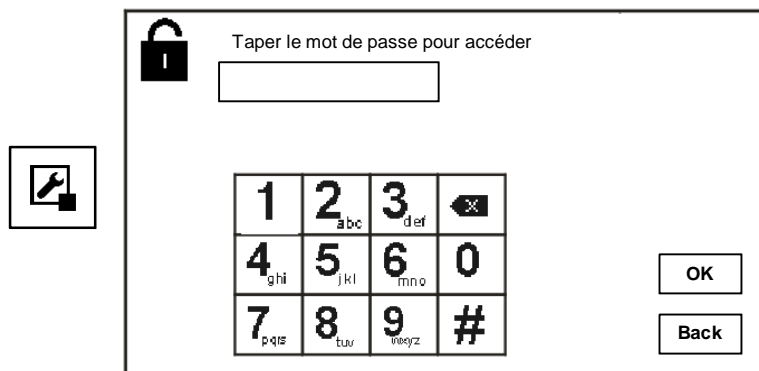 Taper le mot de passe pour accéder
1 2 abc 3 def x
4 ghi 5 jkl 6 mno 0
7 pqrs 8 tuv 9 wxyz #
OK
Back